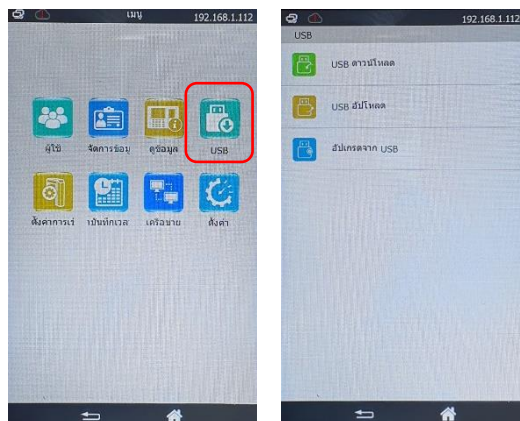 เมนู 192.168.1.112
ผู้ใช้ จัดการข้อมู ดูข้อมูล USB
ตั้งค่าการเข้ าบันทึกเวล เครือข่าย ตั้งค่า
192.168.1.112
USB
USB ดาวน์โหลด
USB อัปโหลด
อัปเกรดจาก USB